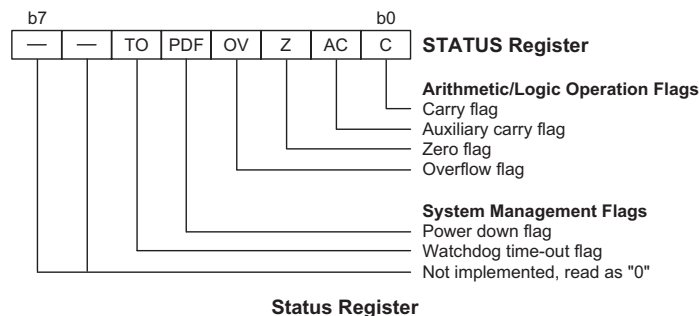 b7 b0
— — TO PDF OV Z AC C STATUS Register
Arithmetic/Logic Operation Flags
Carry flag
Auxiliary carry flag
Zero flag
Overflow flag
System Management Flags
Power down flag
Watchdog time-out flag
Not implemented, read as "0"
Status Register